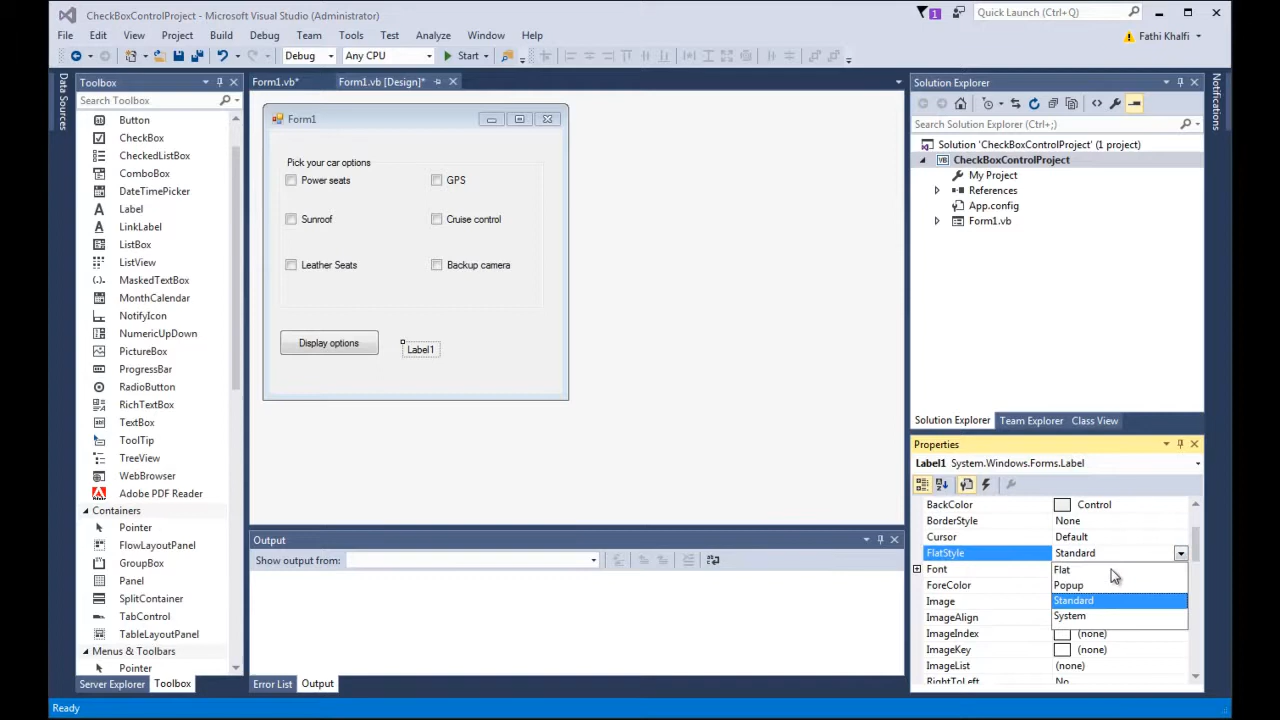 CheckBoxControlProject - Microsoft Visual Studio (Administrator)
1
Quick Launch (Ctrl+Q)
File Edit View Project Build Debug Team Tools Test Analyze Window Help
Fathi Khalfi
Debug Any CPU Start
Data Sources
Toolbox
Search Toolbox
Button
CheckBox
CheckedListBox
ComboBox
DateTimePicker
Label
LinkLabel
ListBox
ListView
MaskedTextBox
MonthCalendar
NotifyIcon
NumericUpDown
PictureBox
ProgressBar
RadioButton
RichTextBox
TextBox
ToolTip
TreeView
WebBrowser
Adobe PDF Reader
Containers
Pointer
FlowLayoutPanel
GroupBox
Panel
SplitContainer
TabControl
TableLayoutPanel
Menus & Toolbars
Pointer
Server Explorer Toolbox
Form1.vb* Form1.vb [Design]*
Form1
Pick your car options
Power seats GPS
Sunroof Cruise control
Leather Seats Backup camera
Display options Label1
Output
Show output from:
Error List Output
Solution Explorer
Search Solution Explorer (Ctrl+;)
Solution 'CheckBoxControlProject' (1 project)
CheckBoxControlProject
My Project
References
App.config
Form1.vb
Solution Explorer Team Explorer Class View
Notifications
Properties
Label1 System.Windows.Forms.Label
BackColor Control
BorderStyle None
Cursor Default
FlatStyle Standard
Font Flat
ForeColor Popup
Image Standard
ImageAlign System
ImageIndex (none)
ImageKey (none)
ImageList (none)
RightToLeft No
Ready